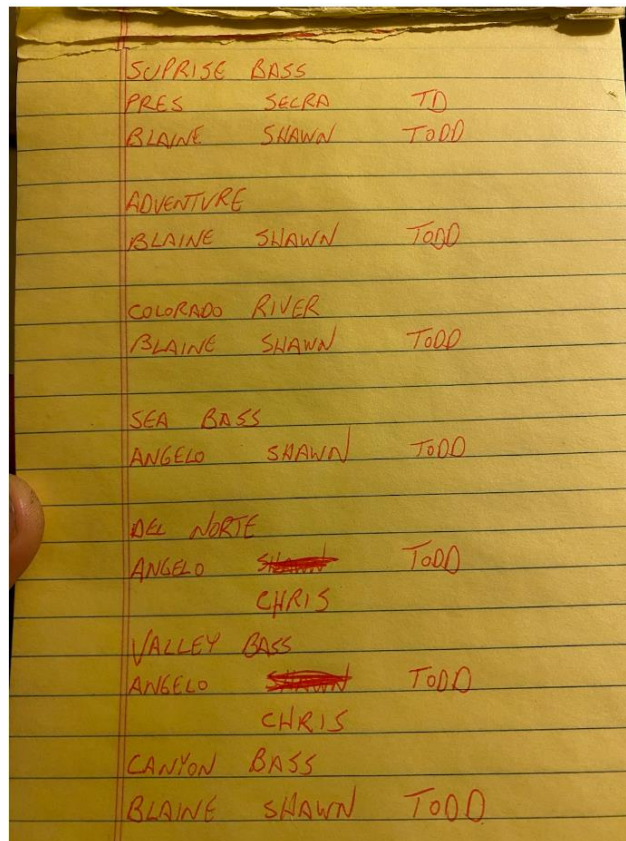 SUPRISE BASS
PRES SECRA TD
BLAINE SHAWN TODD
ADVENTURE
BLAINE SHAWN TODD
COLORADO RIVER
BLAINE SHAWN TODD
SEA BASS
ANGELO SHAWN TODD
DEL NORTE
ANGELO SHAWN TODD
CHRIS
VALLEY BASS
ANGELO SHAWN TODD
CHRIS
CANYON BASS
BLAINE SHAWN TODD